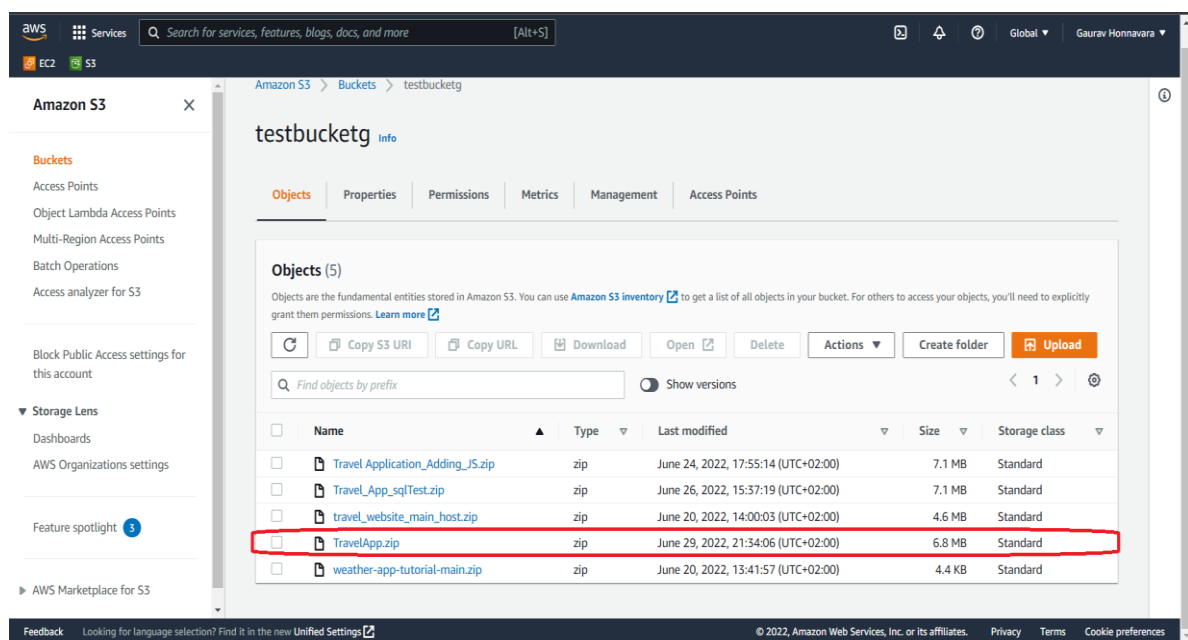 aws Services Search for services, features, blogs, docs, and more [Alt+S] Global ▼ Gaurav Honnavara ▼
EC2 S3
Amazon S3
Buckets
Access Points
Object Lambda Access Points
Multi-Region Access Points
Batch Operations
Access analyzer for S3
Block Public Access settings for
this account
▼ Storage Lens
Dashboards
AWS Organizations settings
Feature spotlight 3
AWS Marketplace for S3
Amazon S3 > Buckets > testbucketg
testbucketg Info
Objects Properties Permissions Metrics Management Access Points
Objects (5)
Objects are the fundamental entities stored in Amazon S3. You can use Amazon S3 inventory to get a list of all objects in your bucket. For others to access your objects, you'll need to explicitly
grant them permissions. Learn more
Copy S3 URI Copy URL Download Open Delete Actions ▼ Create folder Upload
Find objects by prefix Show versions < 1 >
Name ▲ Type Last modified Size Storage class
Travel Application_Adding_JS.zip zip June 24, 2022, 17:55:14 (UTC+02:00) 7.1 MB Standard
Travel_App_sqlTest.zip zip June 26, 2022, 15:37:19 (UTC+02:00) 7.1 MB Standard
travel_website_main_host.zip zip June 20, 2022, 14:00:03 (UTC+02:00) 4.6 MB Standard
TravelApp.zip zip June 29, 2022, 21:34:06 (UTC+02:00) 6.8 MB Standard
weather-app-tutorial-main.zip zip June 20, 2022, 13:41:57 (UTC+02:00) 4.4 KB Standard
Feedback Looking for language selection? Find it in the new Unified Settings © 2022, Amazon Web Services, Inc. or its affiliates. Privacy Terms Cookie preferences